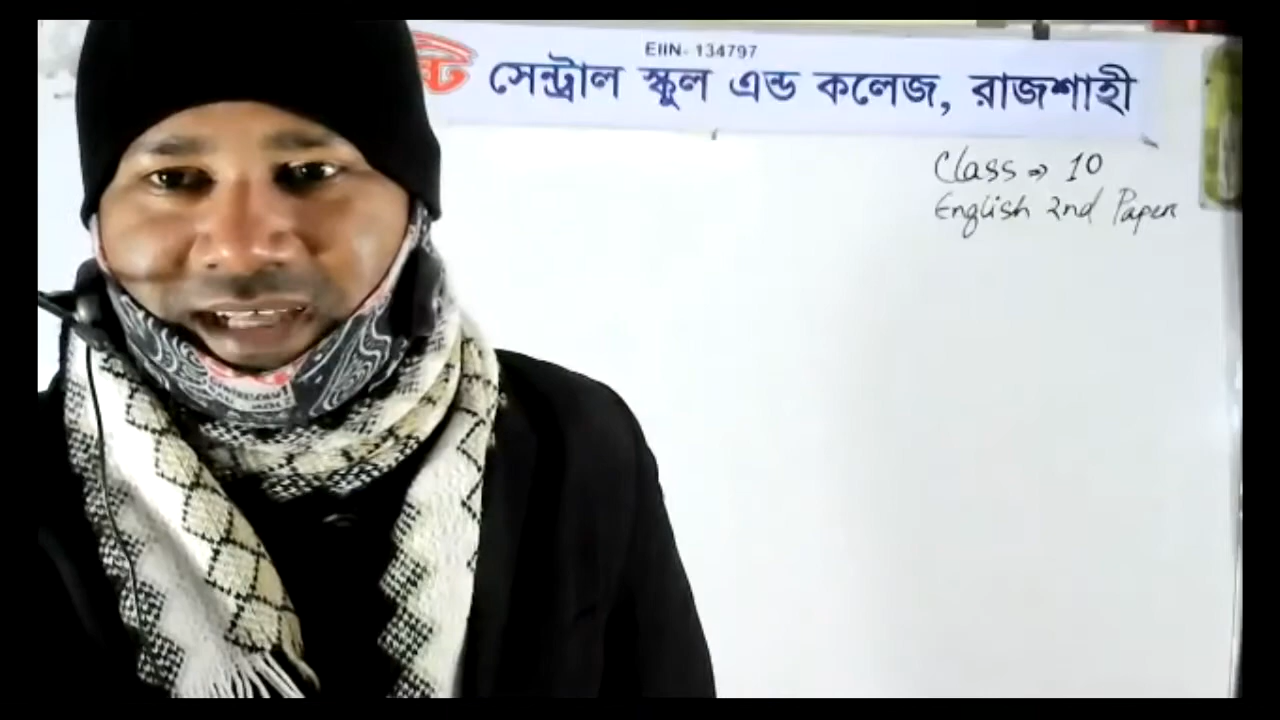 EIIN- 134797
সেন্ট্রাল স্কুল এন্ড কলেজ, রাজশাহী
Class ⇒ 10
English 2nd Paper